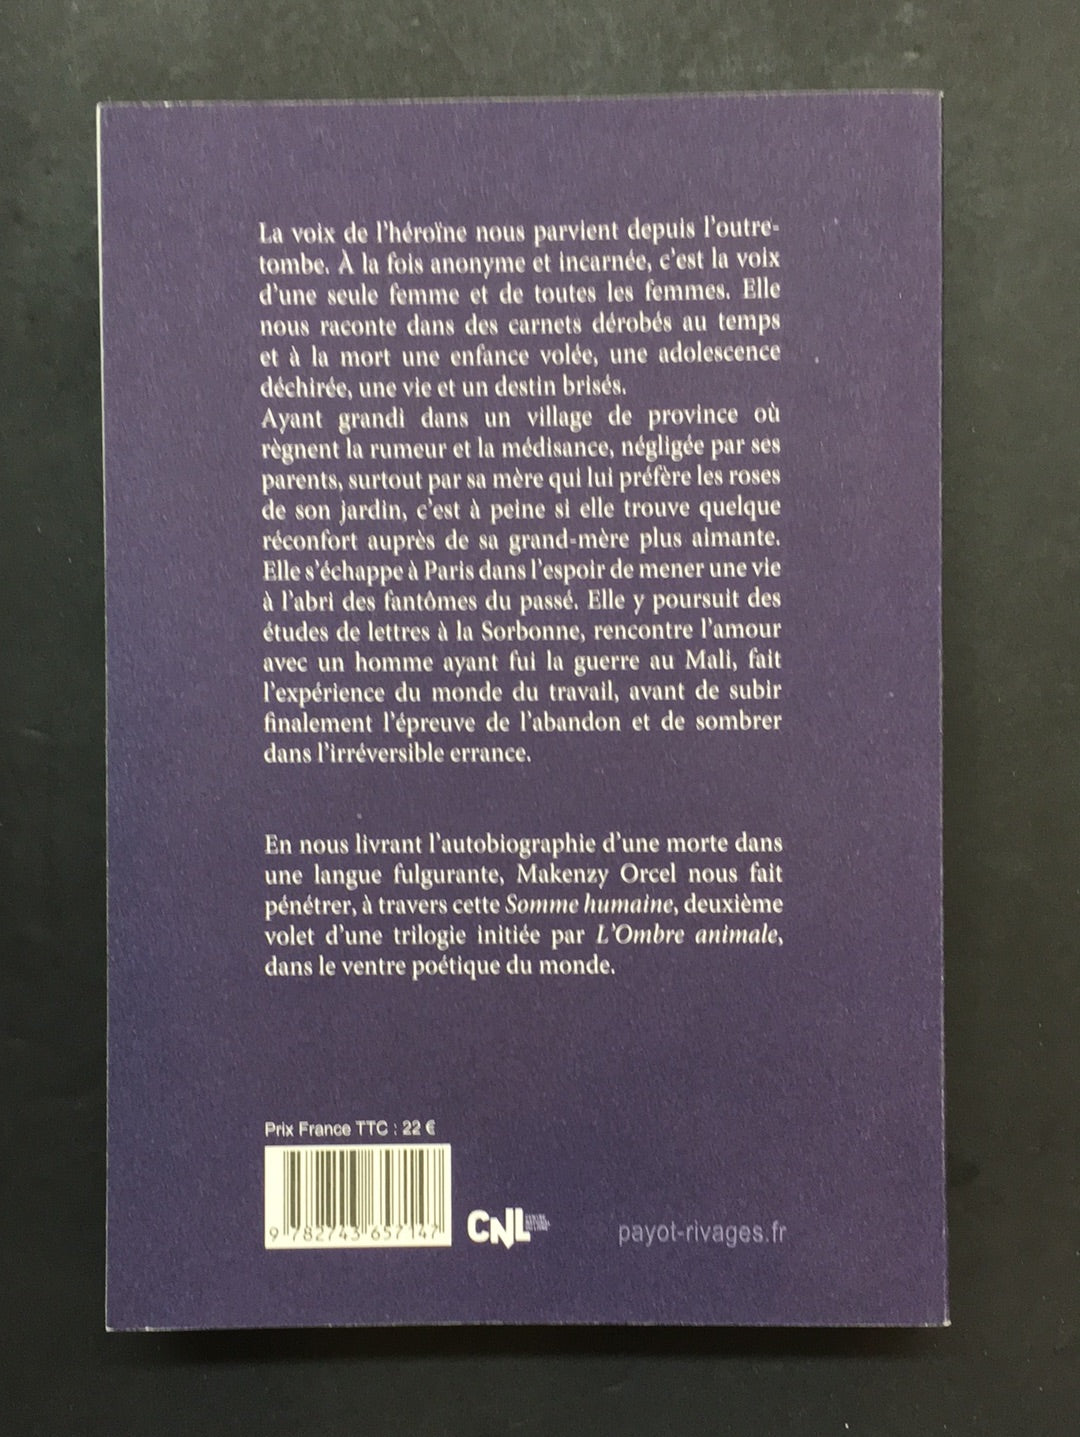 La voix de l'héroïne nous parvient depuis l'outre-
tombe. À la fois anonyme et incarnée, c'est la voix
d'une seule femme et de toutes les femmes. Elle
nous raconte dans des carnets dérobés au temps
et à la mort une enfance volée, une adolescence
déchirée, une vie et un destin brisés.
Ayant grandi dans un village de province où
règnent la rumeur et la médisance, négligée par ses
parents, surtout par sa mère qui lui préfère les roses
de son jardin, c'est à peine si elle trouve quelque
réconfort auprès de sa grand-mère plus aimante.
Elle s'échappe à Paris dans l'espoir de mener une vie
à l'abri des fantômes du passé. Elle y poursuit des
études de lettres à la Sorbonne, rencontre l'amour
avec un homme ayant fui la guerre au Mali, fait
l'expérience du monde du travail, avant de subir
finalement l'épreuve de l'abandon et de sombrer
dans l'irréversible errance.
En nous livrant l'autobiographie d'une morte dans
une langue fulgurante, Makenzy Orcel nous fait
pénétrer, à travers cette Somme humaine, deuxième
volet d'une trilogie initiée par L'Ombre animale,
dans le ventre poétique du monde.
Prix France TTC : 22 €
9 782743 657147
CNL
payot-rivages.fr